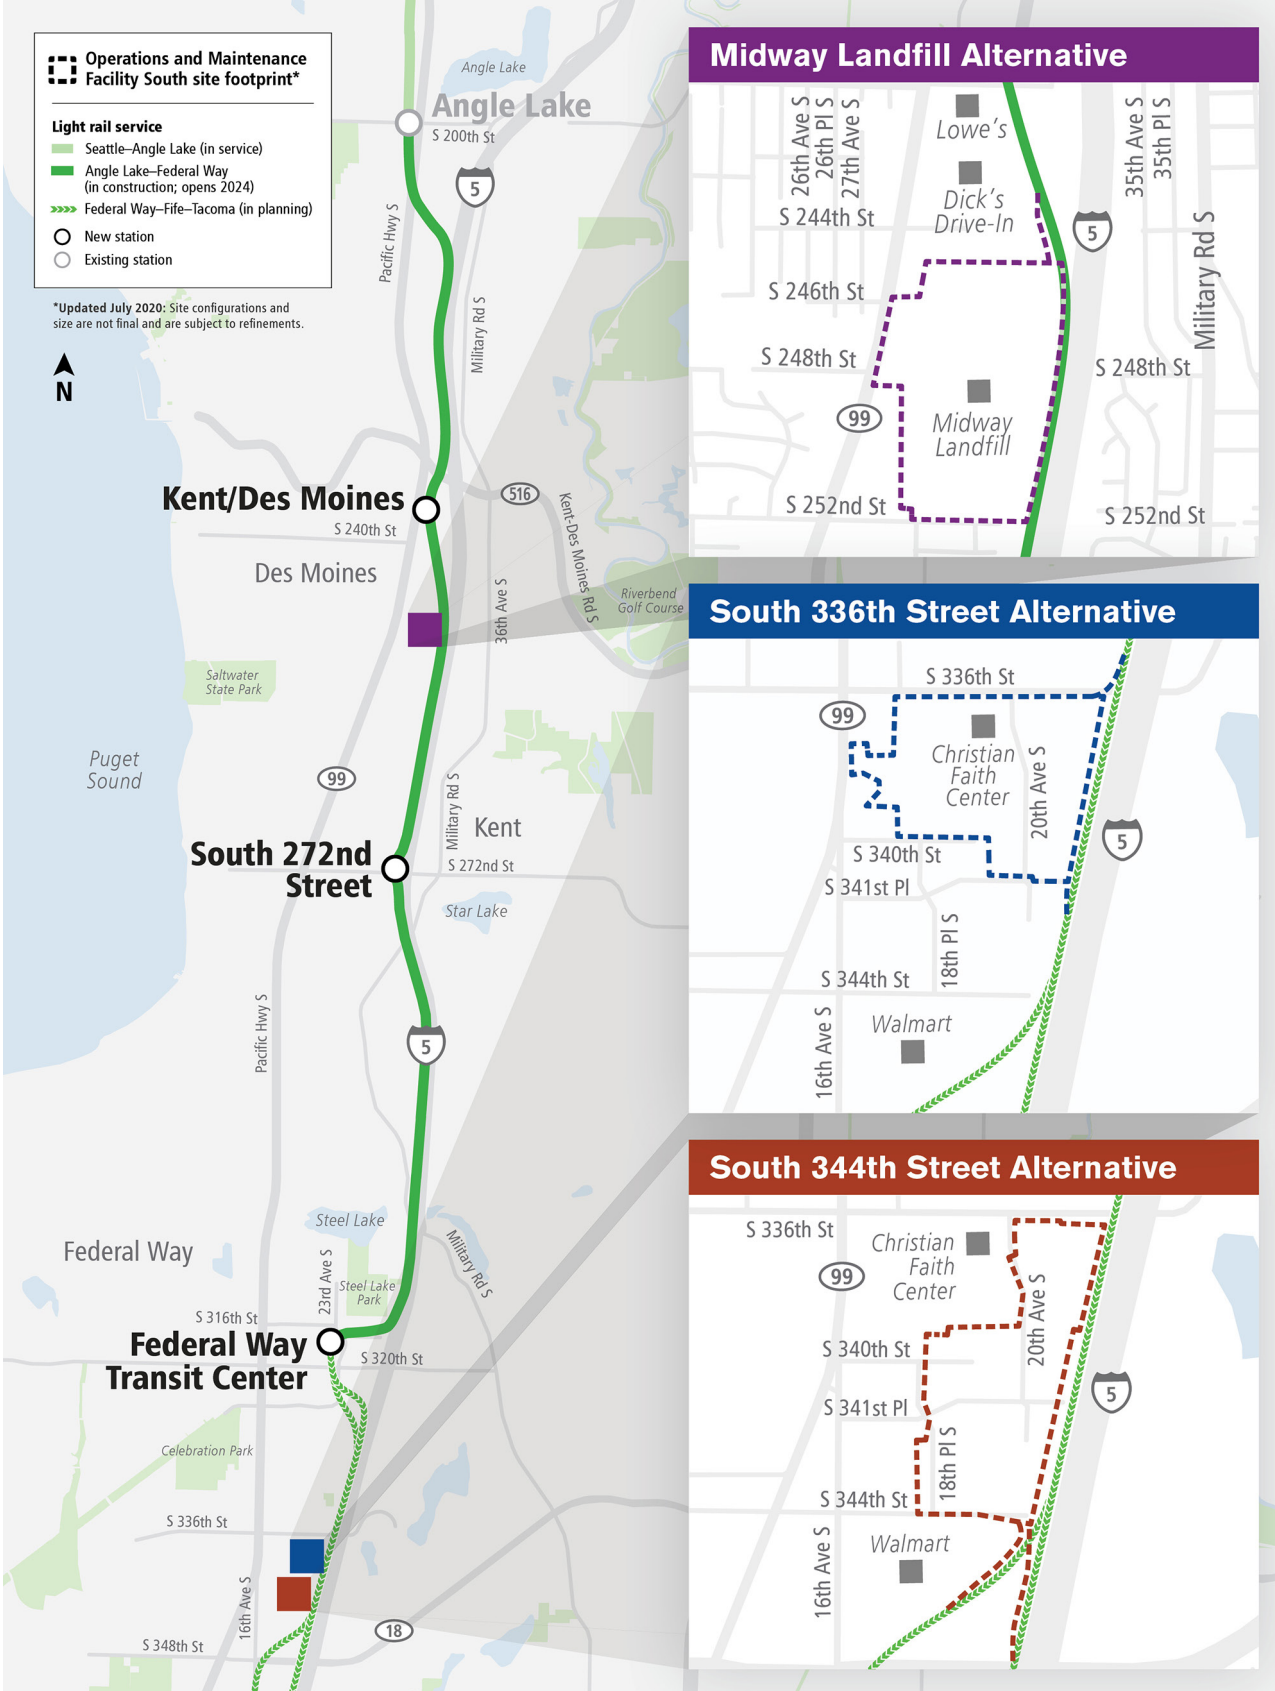 Operations and Maintenance
Facility South site footprint*
Light rail service
Seattle–Angle Lake (in service)
Angle Lake–Federal Way
(in construction; opens 2024)
Federal Way–Fife–Tacoma (in planning)
New station
Existing station
*Updated July 2020: Site configurations and
size are not final and are subject to refinements.
N
Angle Lake
Angle Lake
S 200th St
5
Pacific Hwy S
Military Rd S
Kent/Des Moines
S 240th St
516
Kent-Des Moines Rd S
Des Moines
36th Ave S
Riverbend
Golf Course
Saltwater
State Park
Puget
Sound
99
Military Rd S
Kent
South 272nd
Street
S 272nd St
Star Lake
Pacific Hwy S
5
Steel Lake
Federal Way
23rd Ave S
Military Rd S
Steel Lake
Park
S 316th St
Federal Way
Transit Center
S 320th St
Celebration Park
S 336th St
16th Ave S
18
S 348th St
Midway Landfill Alternative
26th Ave S
26th Pl S
27th Ave S
Lowe's
35th Ave S
35th Pl S
Dick's
Drive-In
S 244th St
5
Military Rd S
S 246th St
S 248th St
S 248th St
99
Midway
Landfill
S 252nd St
S 252nd St
South 336th Street Alternative
S 336th St
99
Christian
Faith
Center
20th Ave S
5
S 340th St
S 341st Pl
18th Pl S
S 344th St
16th Ave S
Walmart
South 344th Street Alternative
S 336th St
Christian
Faith
Center
99
20th Ave S
S 340th St
5
S 341st Pl
18th Pl S
S 344th St
16th Ave S
Walmart